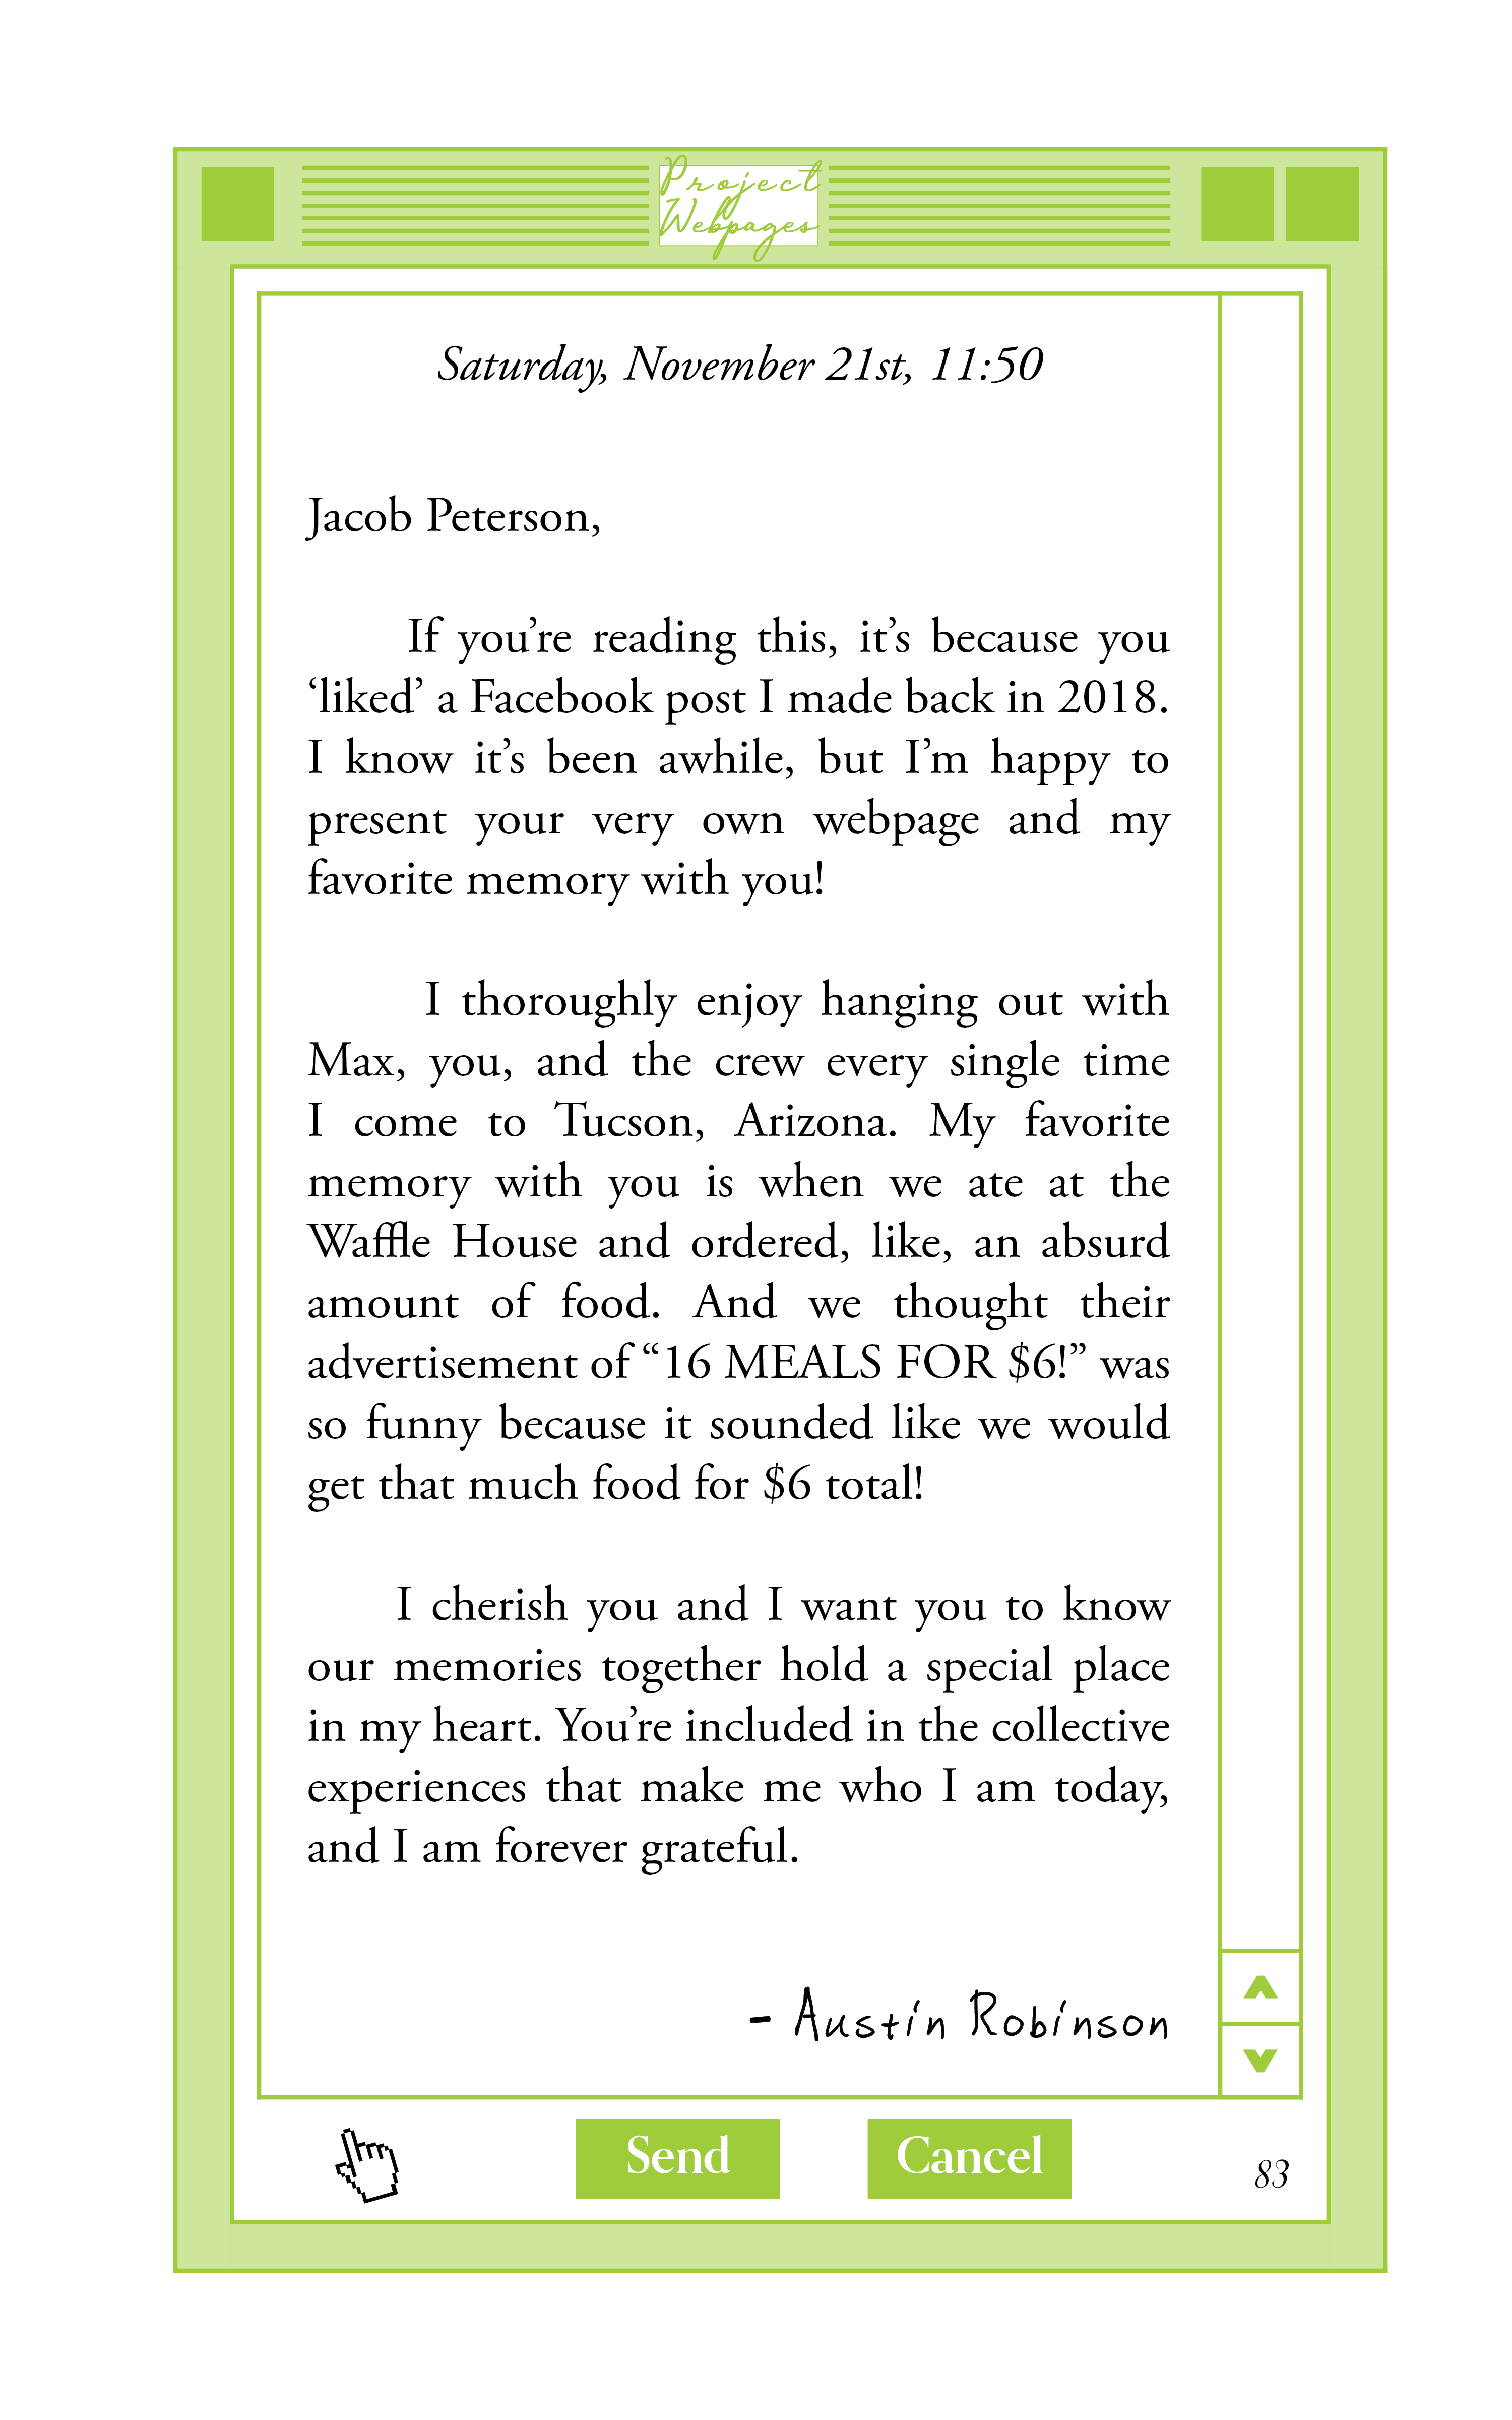 Project
Webpages
Saturday, November 21st, 11:50
Jacob Peterson,
If you’re reading this, it’s because you
‘liked’ a Facebook post I made back in 2018.
I know it’s been awhile, but I’m happy to
present your very own webpage and my
favorite memory with you!
I thoroughly enjoy hanging out with
Max, you, and the crew every single time
I come to Tucson, Arizona. My favorite
memory with you is when we ate at the
Waffle House and ordered, like, an absurd
amount of food. And we thought their
advertisement of “16 MEALS FOR $6!” was
so funny because it sounded like we would
get that much food for $6 total!
I cherish you and I want you to know
our memories together hold a special place
in my heart. You’re included in the collective
experiences that make me who I am today,
and I am forever grateful.
- Austin Robinson
Send Cancel
83